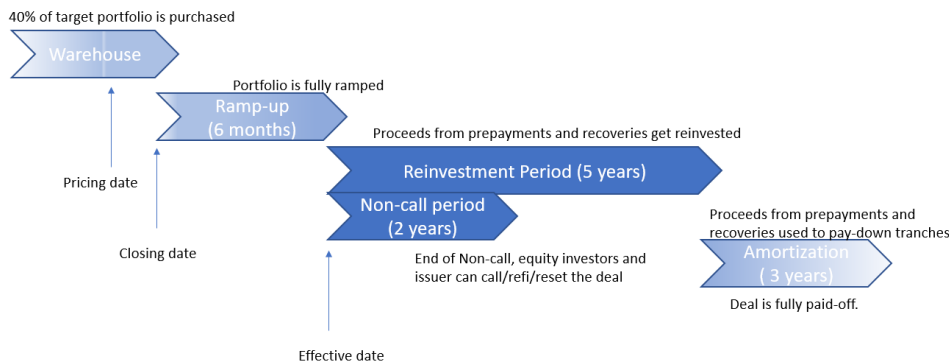 40% of target portfolio is purchased
Warehouse
Portfolio is fully ramped
Ramp-up
(6 months)
Proceeds from prepayments and recoveries get reinvested
Reinvestment Period (5 years)
Pricing date
Non-call period
(2 years)
Proceeds from prepayments and
recoveries used to pay-down tranches
Closing date
Amortization
( 3 years)
End of Non-call, equity investors and
issuer can call/refi/reset the deal
Deal is fully paid-off.
Effective date